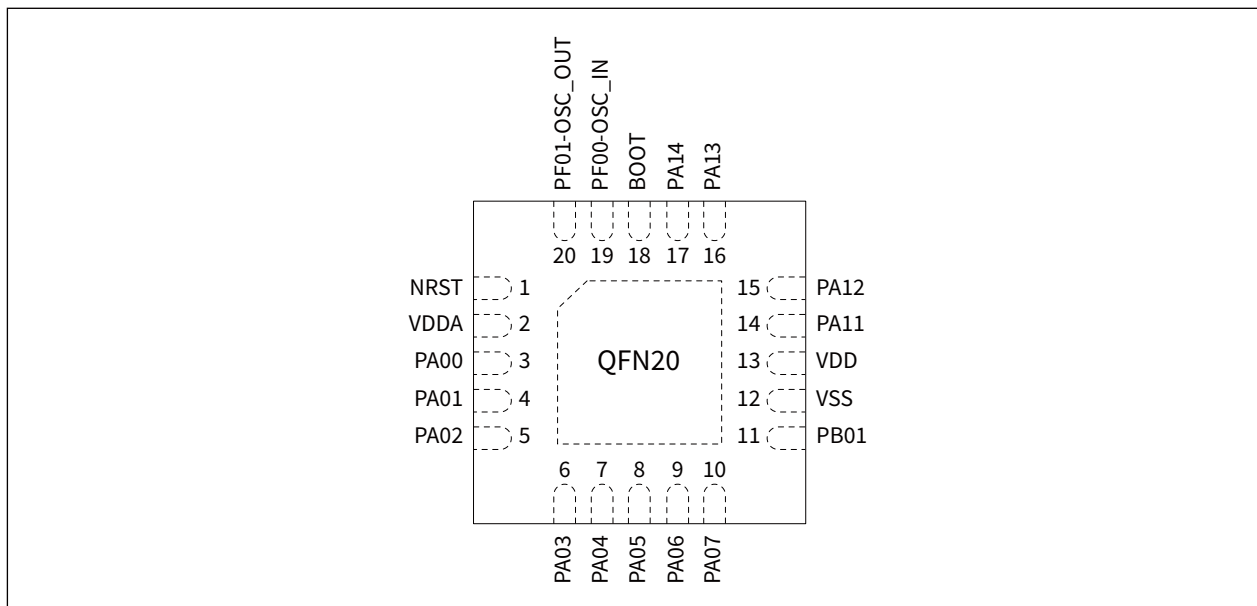 PF01-OSC_OUT
PF00-OSC_IN
BOOT
PA14
PA13
20 19 18 17 16
NRST 1
VDDA 2
PA00 3
PA01 4
PA02 5
QFN20
15 PA12
14 PA11
13 VDD
12 VSS
11 PB01
6 7 8 9 10
PA03
PA04
PA05
PA06
PA07